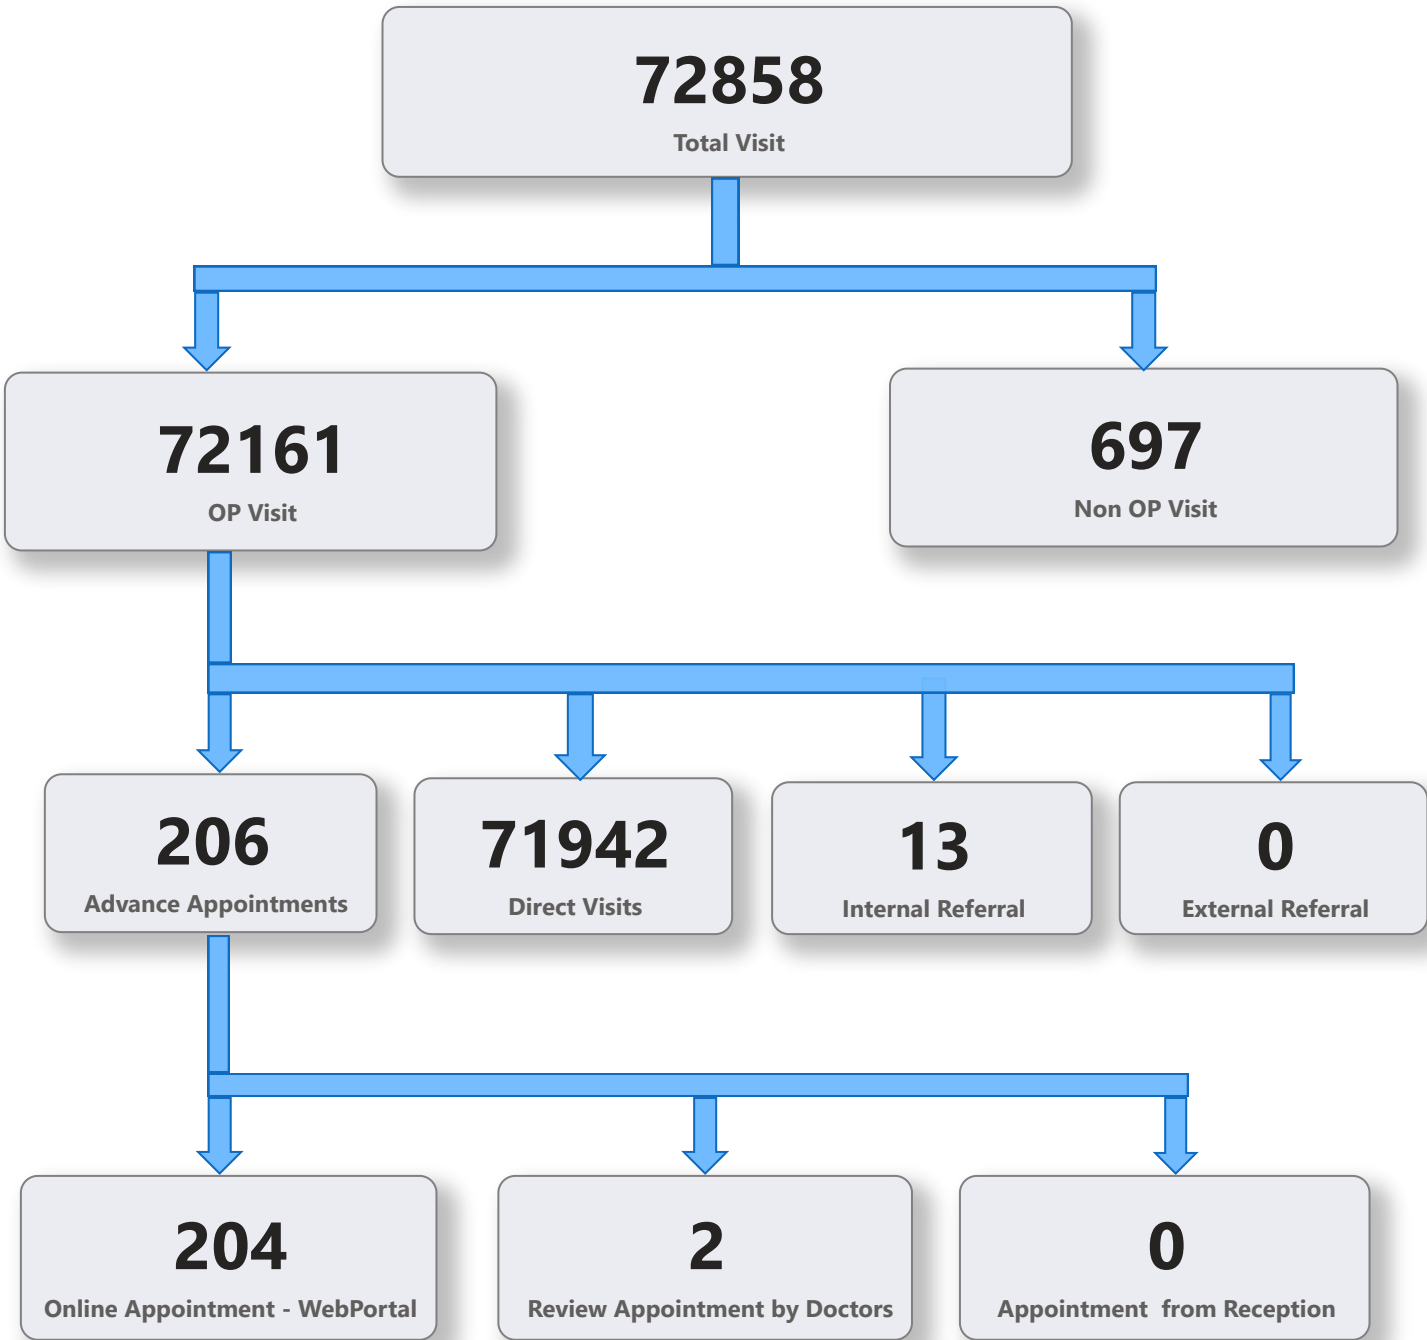 72858
Total Visit
72161
OP Visit
697
Non OP Visit
206
Advance Appointments
71942
Direct Visits
13
Internal Referral
0
External Referral
204
Online Appointment - WebPortal
2
Review Appointment by Doctors
0
Appointment  from Reception